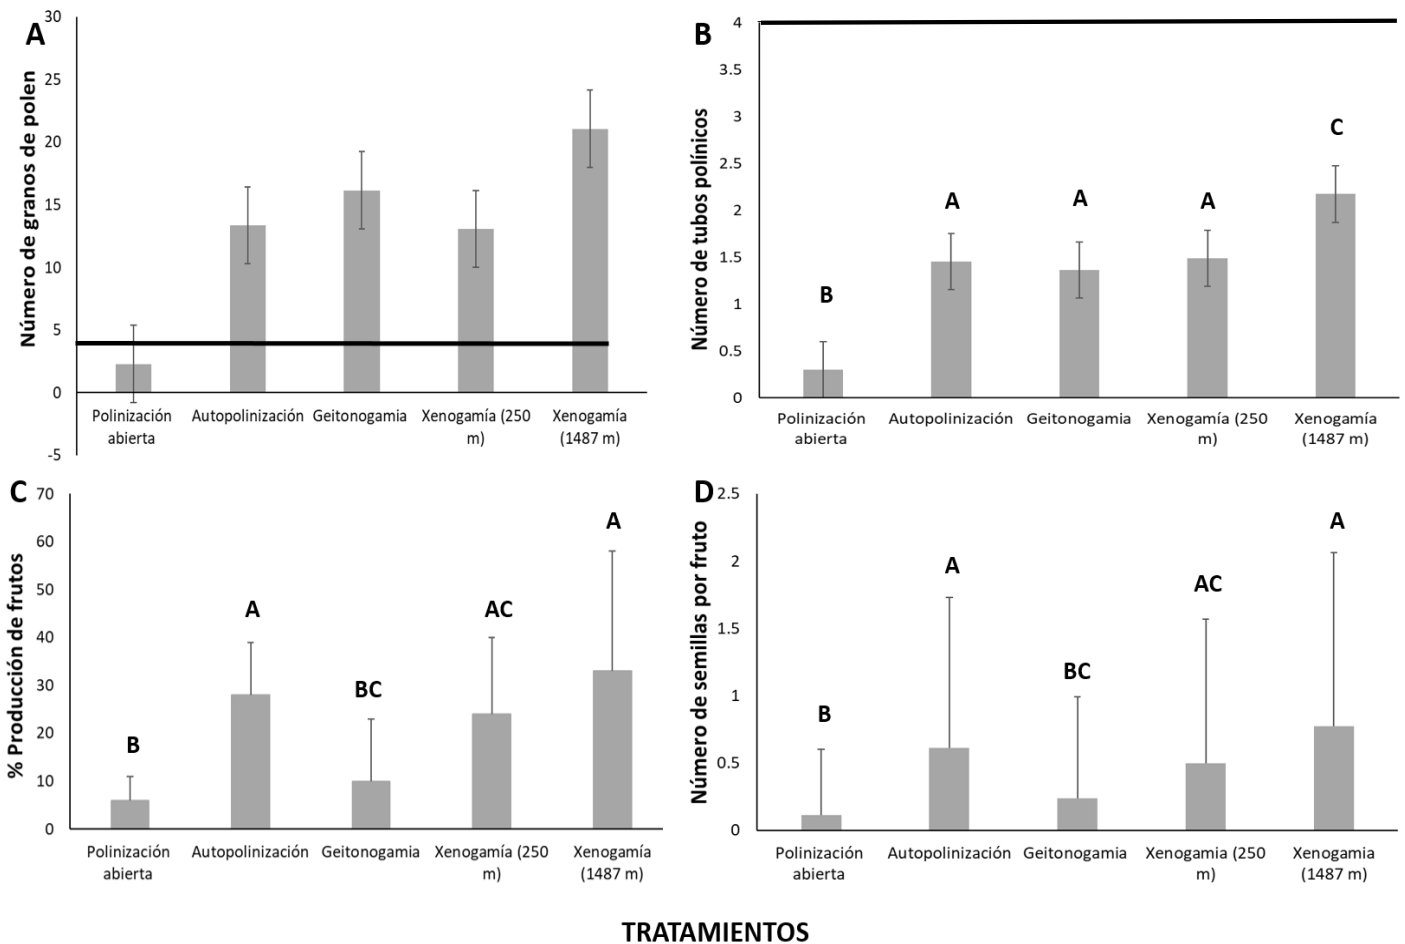 A
Número de granos de polen
30
25
20
15
10
5
0
-5
Polinización abierta
Autopolinización
Geitonogamia
Xenogamía (250 m)
Xenogamía (1487 m)
B
Número de tubos polínicos
4
3.5
3
2.5
2
1.5
1
0.5
0
B
A
A
A
C
Polinización abierta
Autopolinización
Geitonogamia
Xenogamía (250 m)
Xenogamía (1487 m)
C
% Producción de frutos
70
60
50
40
30
20
10
0
B
A
BC
AC
A
Polinización abierta
Autopolinización
Geitonogamia
Xenogamía (250 m)
Xenogamía (1487 m)
D
Número de semillas por fruto
2.5
2
1.5
1
0.5
0
B
A
BC
AC
A
Polinización abierta
Autopolinización
Geitonogamia
Xenogamia (250 m)
Xenogamia (1487 m)
TRATAMIENTOS